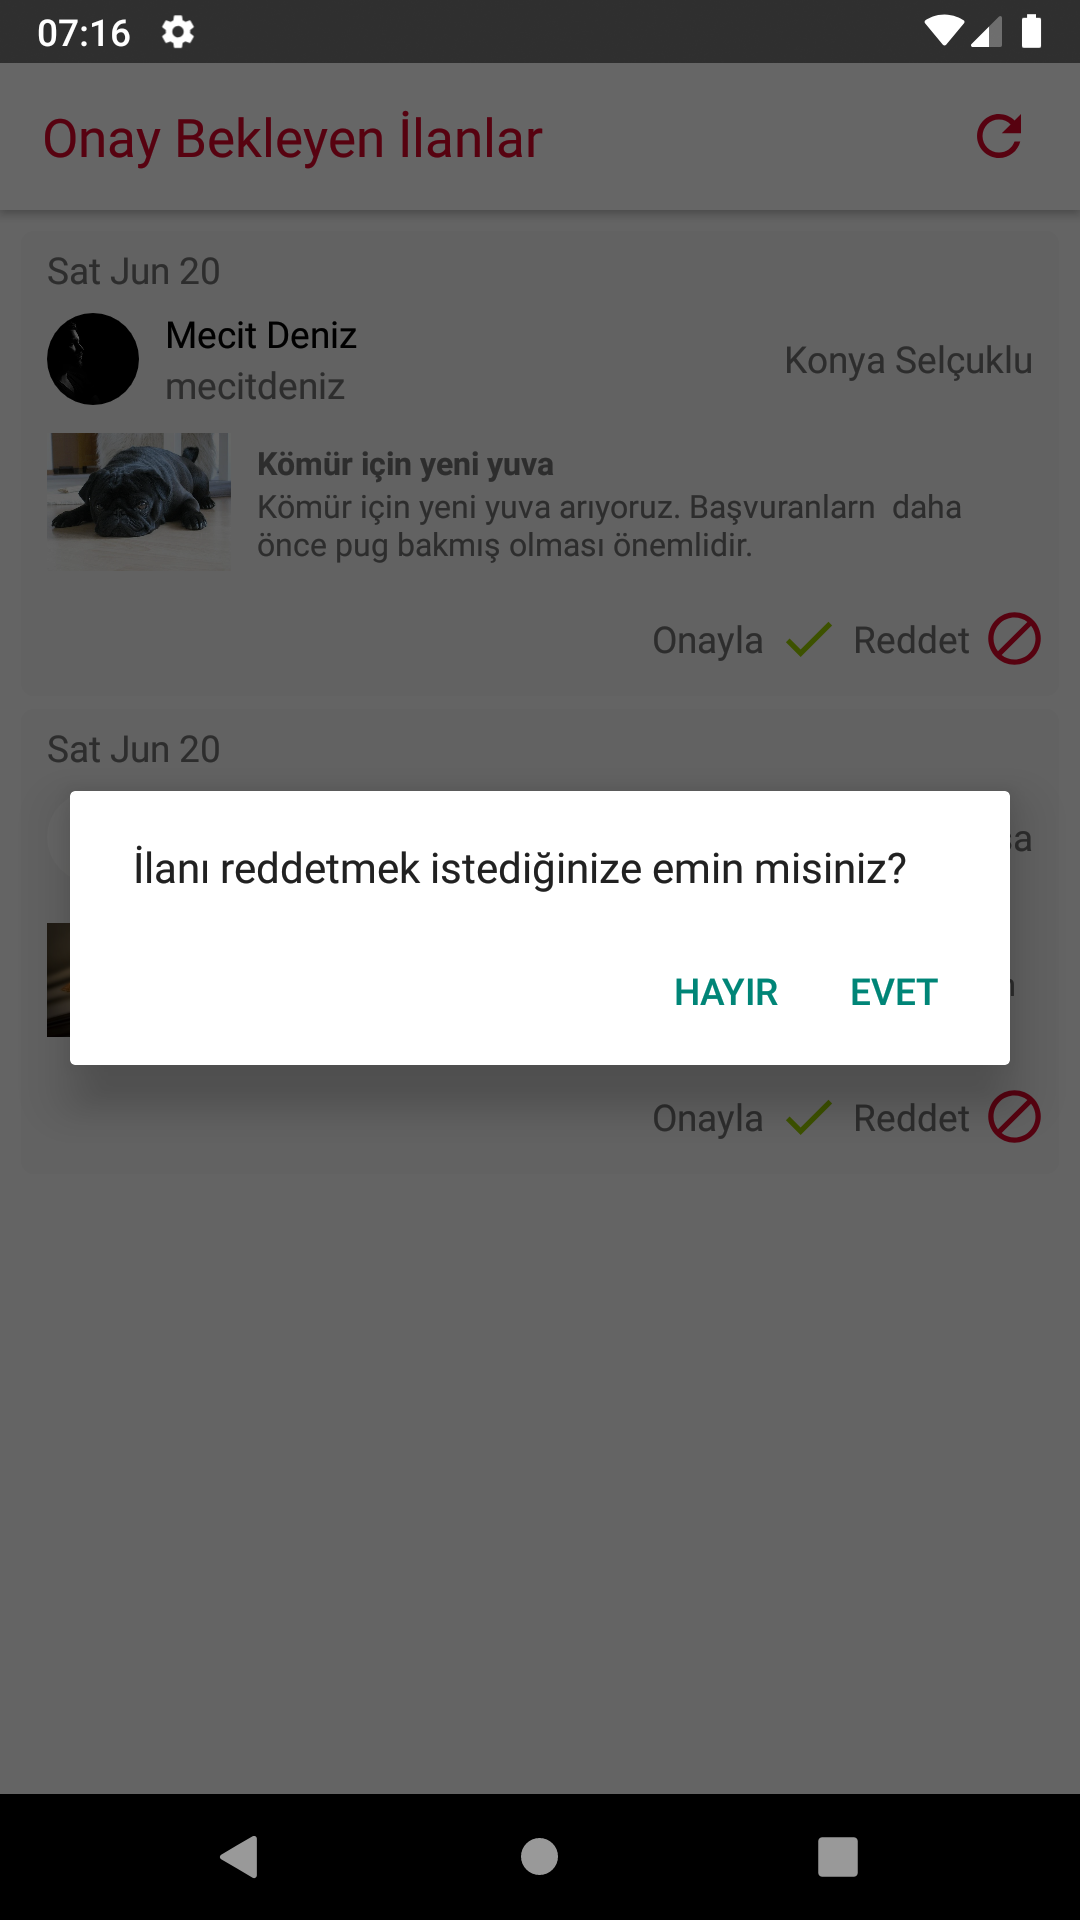 07:16
Onay Bekleyen İlanlar
Sat Jun 20
Mecit Deniz
mecitdeniz
Konya Selçuklu
Kömür için yeni yuva
Kömür için yeni yuva arıyoruz. Başvuranlarn  daha
önce pug bakmış olması önemlidir.
Onayla Reddet
Sat Jun 20
İlanı reddetmek istediğinize emin misiniz?
HAYIR EVET
Onayla Reddet